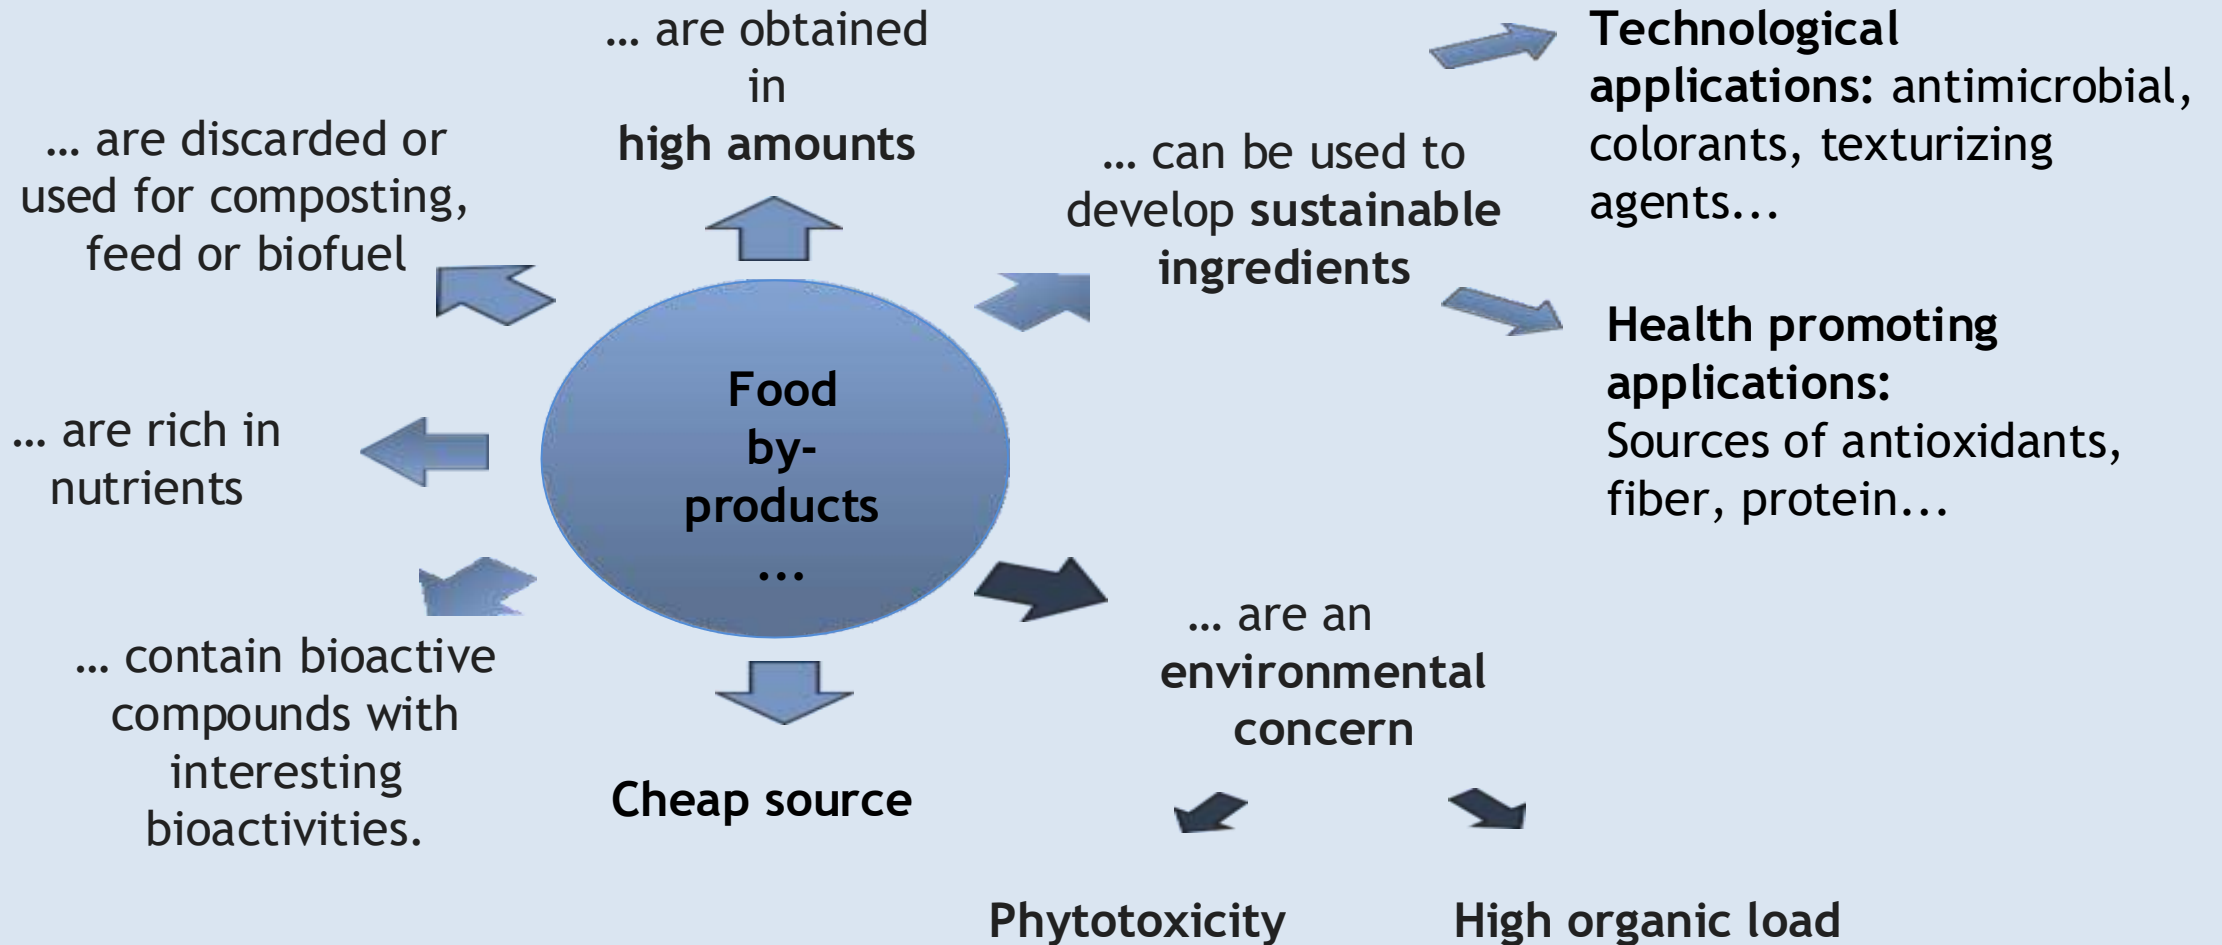 … are obtained
in
high amounts
… are discarded or
used for composting,
feed or biofuel
… can be used to
develop sustainable
ingredients
Technological
applications: antimicrobial,
colorants, texturizing
agents...
Health promoting
applications:
Sources of antioxidants,
fiber, protein...
Food
by-
products
...
… are rich in
nutrients
… contain bioactive
compounds with
interesting
bioactivities.
Cheap source
… are an
environmental
concern
Phytotoxicity
High organic load